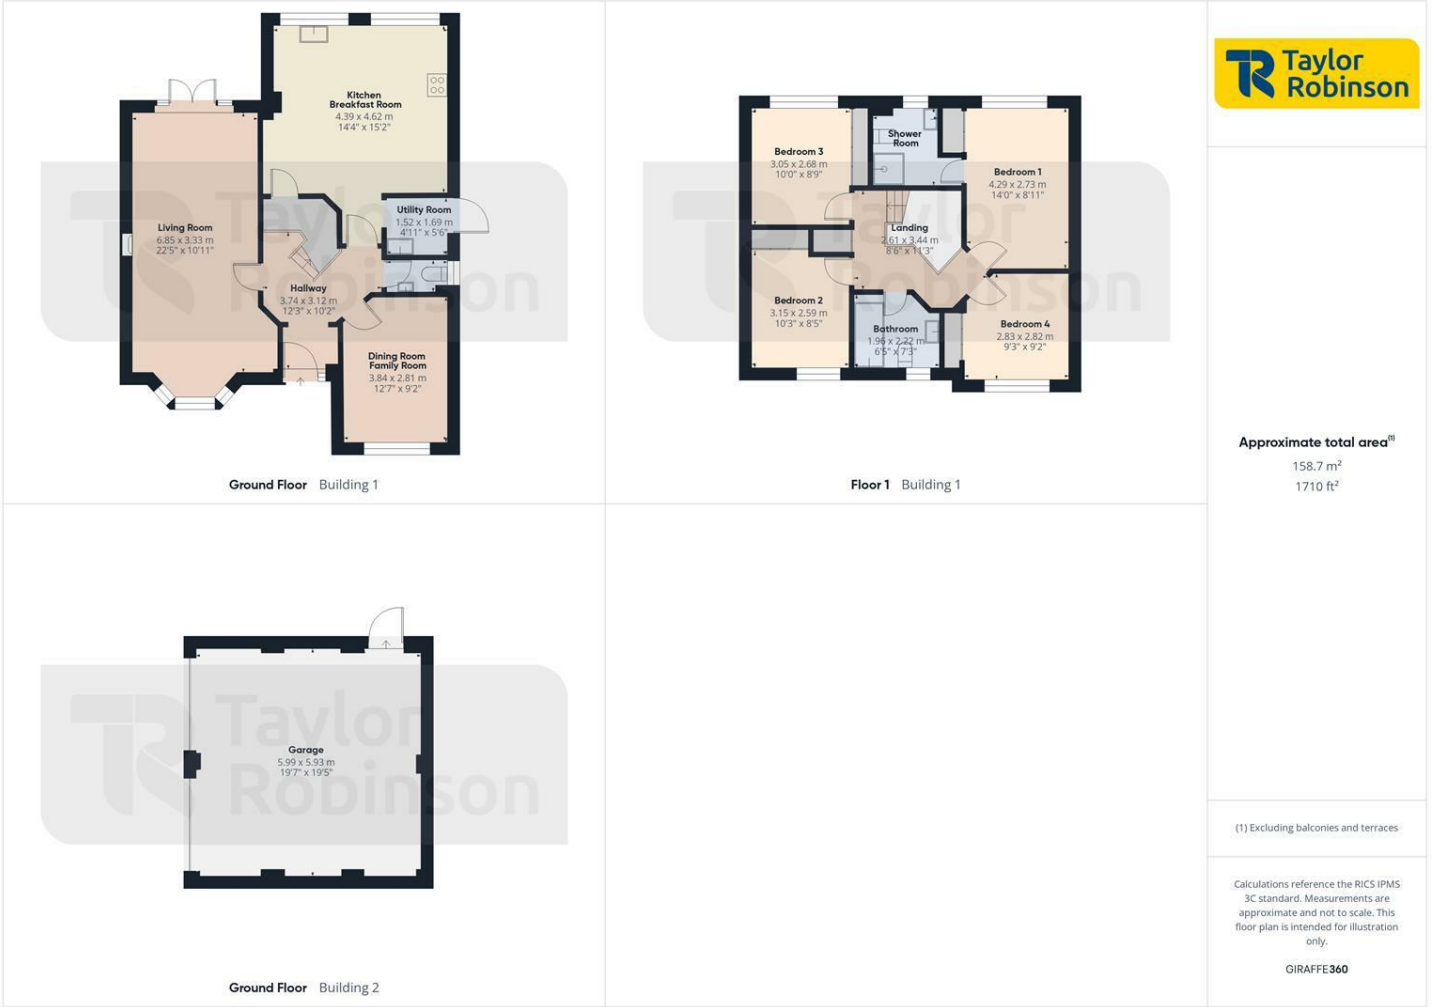 Kitchen
Breakfast Room
4.39 x 4.62 m
14'4" x 15'2"
Living Room
6.85 x 3.33 m
22'5" x 10'11"
Utility Room
1.52 x 1.69 m
4'11" x 5'6"
Hallway
3.74 x 3.12 m
12'3" x 10'2"
Dining Room
Family Room
3.84 x 2.81 m
12'7" x 9'2"
Taylor
Robinson
Ground Floor Building 1
Bedroom 3
3.05 x 2.68 m
10'0" x 8'9"
Shower
Room
Bedroom 1
4.29 x 2.73 m
14'0" x 8'11"
Landing
2.61 x 3.44 m
8'6" x 11'3"
Bedroom 2
3.15 x 2.59 m
10'3" x 8'5"
Bathroom
1.96 x 2.22 m
6'5" x 7'3"
Bedroom 4
2.83 x 2.82 m
9'3" x 9'2"
Taylor
Robinson
Floor 1 Building 1
Garage
5.99 x 5.93 m
19'7" x 19'5"
Taylor
Robinson
Ground Floor Building 2
Taylor
Robinson
Approximate total area(1)
158.7 m²
1710 ft²
(1) Excluding balconies and terraces
Calculations reference the RICS IPMS
3C standard. Measurements are
approximate and not to scale. This
floor plan is intended for illustration
only.
GIRAFFE360